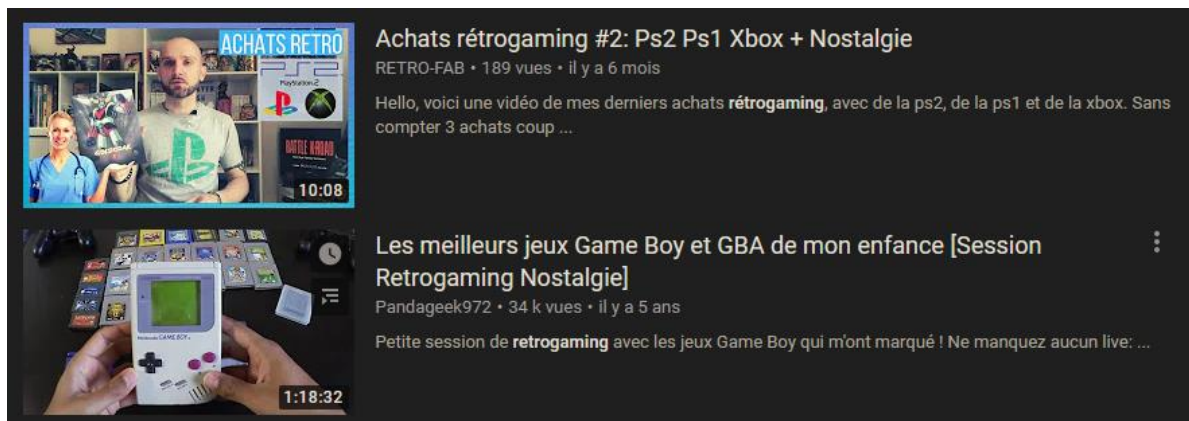 ACHATS RETRO
PlayStation 2
BATTLE K-ROAD
10:08
Achats rétrogaming #2: Ps2 Ps1 Xbox + Nostalgie
RETRO-FAB • 189 vues • il y a 6 mois
Hello, voici une vidéo de mes derniers achats rétrogaming, avec de la ps2, de la ps1 et de la xbox. Sans
compter 3 achats coup ...
Nintendo GAME BOY
1:18:32
Les meilleurs jeux Game Boy et GBA de mon enfance [Session
Retrogaming Nostalgie]
Pandageek972 • 34 k vues • il y a 5 ans
Petite session de retrogaming avec les jeux Game Boy qui m'ont marqué ! Ne manquez aucun live: ...